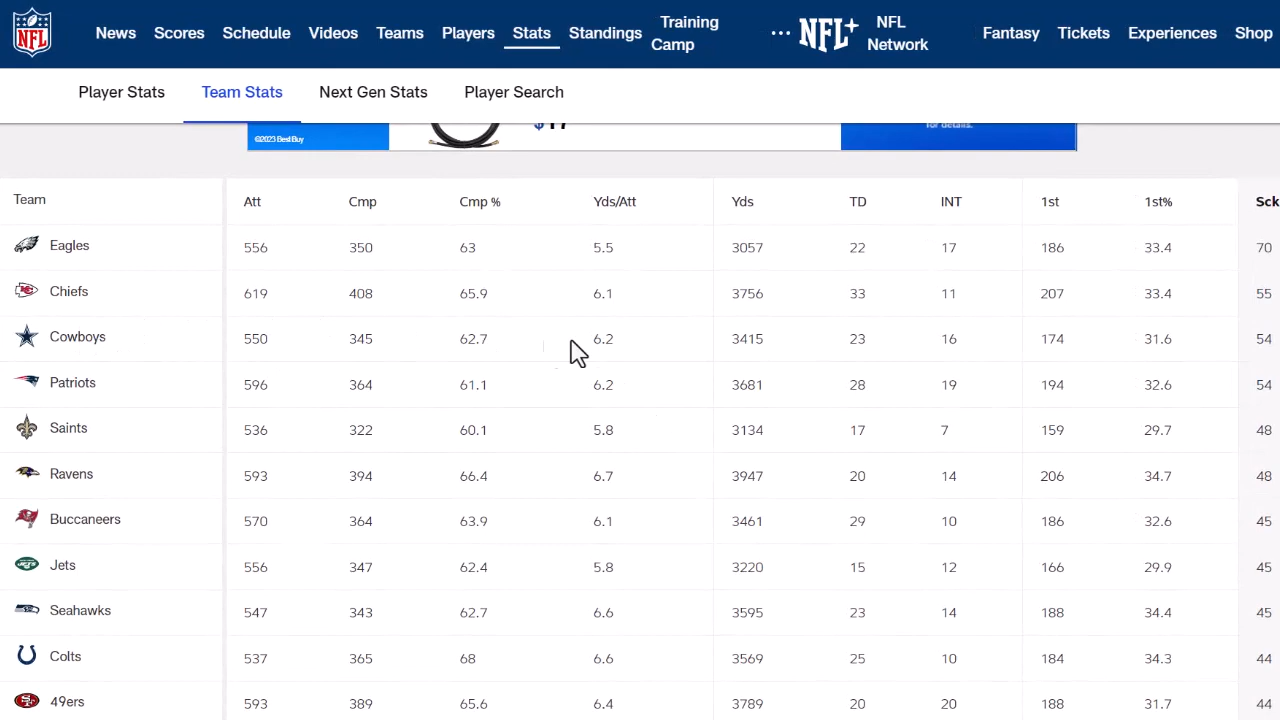 NFL
News Scores Schedule Videos Teams Players Stats Standings Training Camp ... NFL+ NFL Network Fantasy Tickets Experiences Shop
Player Stats Team Stats Next Gen Stats Player Search
©2023 Best Buy $17 for details.
Team Att Cmp Cmp % Yds/Att Yds TD INT 1st 1st% Sck
Eagles 556 350 63 5.5 3057 22 17 186 33.4 70
Chiefs 619 408 65.9 6.1 3756 33 11 207 33.4 55
Cowboys 550 345 62.7 6.2 3415 23 16 174 31.6 54
Patriots 596 364 61.1 6.2 3681 28 19 194 32.6 54
Saints 536 322 60.1 5.8 3134 17 7 159 29.7 48
Ravens 593 394 66.4 6.7 3947 20 14 206 34.7 48
Buccaneers 570 364 63.9 6.1 3461 29 10 186 32.6 45
Jets 556 347 62.4 5.8 3220 15 12 166 29.9 45
Seahawks 547 343 62.7 6.6 3595 23 14 188 34.4 45
Colts 537 365 68 6.6 3569 25 10 184 34.3 44
49ers 593 389 65.6 6.4 3789 20 20 188 31.7 44